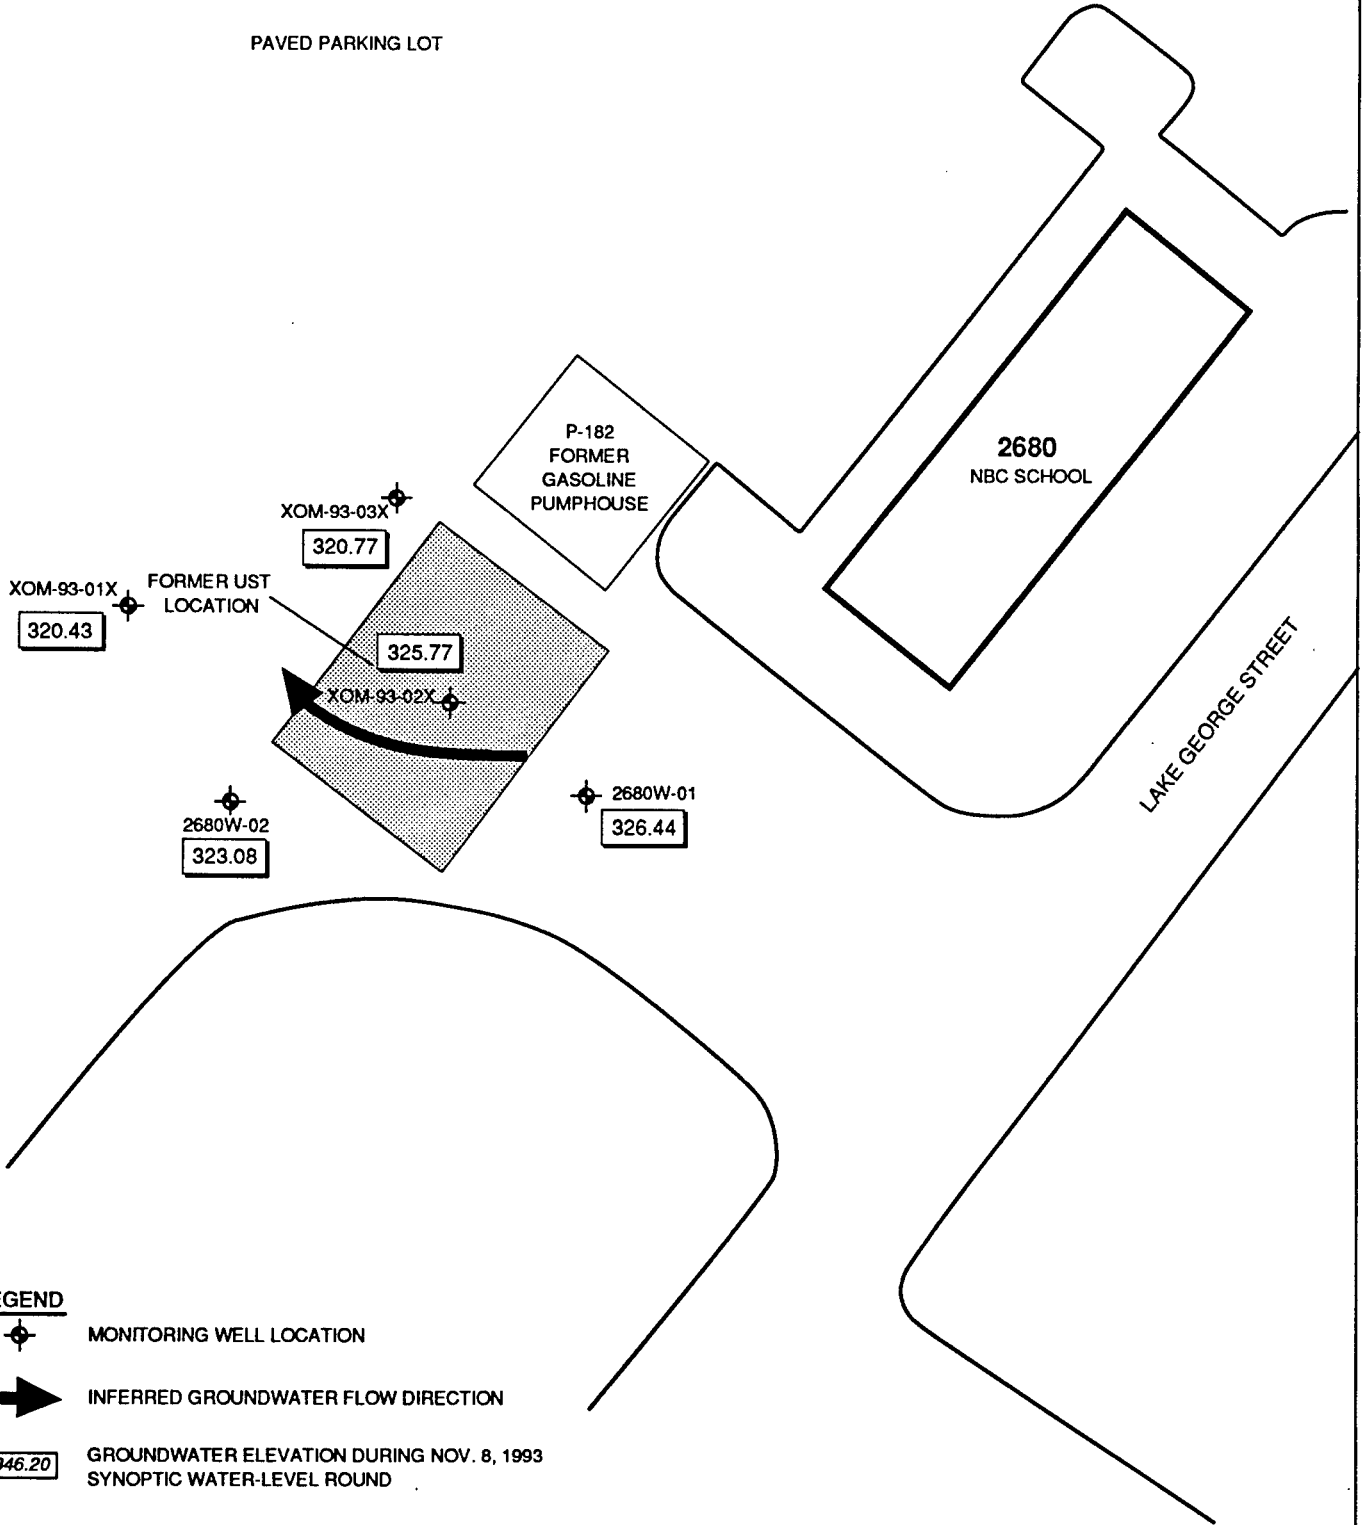 PAVED PARKING LOT
P-182
FORMER
GASOLINE
PUMPHOUSE
2680
NBC SCHOOL
XOM-93-03X
320.77
XOM-93-01X
320.43
FORMER UST
LOCATION
325.77
XOM-93-02X
LAKE GEORGE STREET
2680W-01
326.44
2680W-02
323.08
EGEND
MONITORING WELL LOCATION
INFERRED GROUNDWATER FLOW DIRECTION
946.20
GROUNDWATER ELEVATION DURING NOV. 8, 1993
SYNOPTIC WATER-LEVEL ROUND